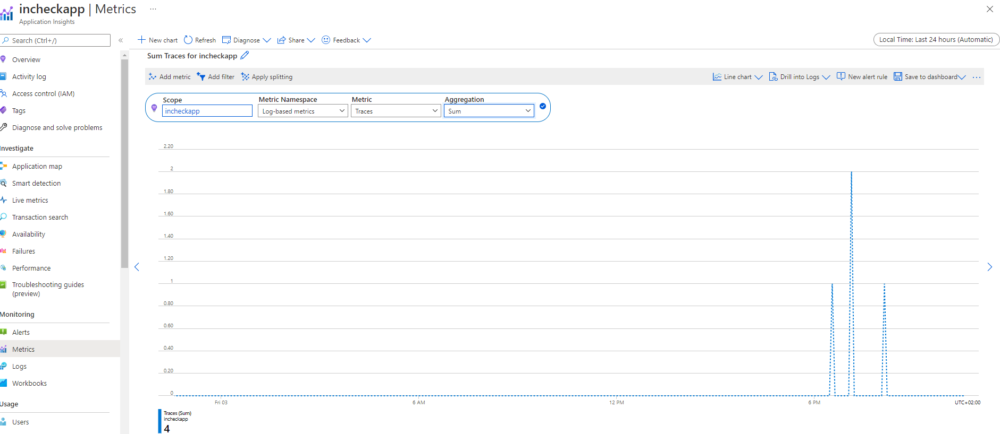 incheckapp | Metrics ...
Application Insights
Search (Ctrl+/)
«
New chart Refresh Diagnose Share Feedback
Local Time: Last 24 hours (Automatic)
Overview
Activity log
Access control (IAM)
Tags
Diagnose and solve problems
Investigate
Application map
Smart detection
Live metrics
Transaction search
Availability
Failures
Performance
Troubleshooting guides
(preview)
Monitoring
Alerts
Metrics
Logs
Workbooks
Usage
Users
Sum Traces for incheckapp
Add metric Add filter Apply splitting
Line chart Drill into Logs New alert rule Save to dashboard ...
Scope Metric Namespace Metric Aggregation
incheckapp Log-based metrics Traces Sum
2.20
2
1.80
1.60
1.40
1.20
1
0.80
0.60
0.40
0.20
0
Fri 03 6 AM 12 PM 6 PM UTC+02:00
Traces (Sum)
incheckapp
4